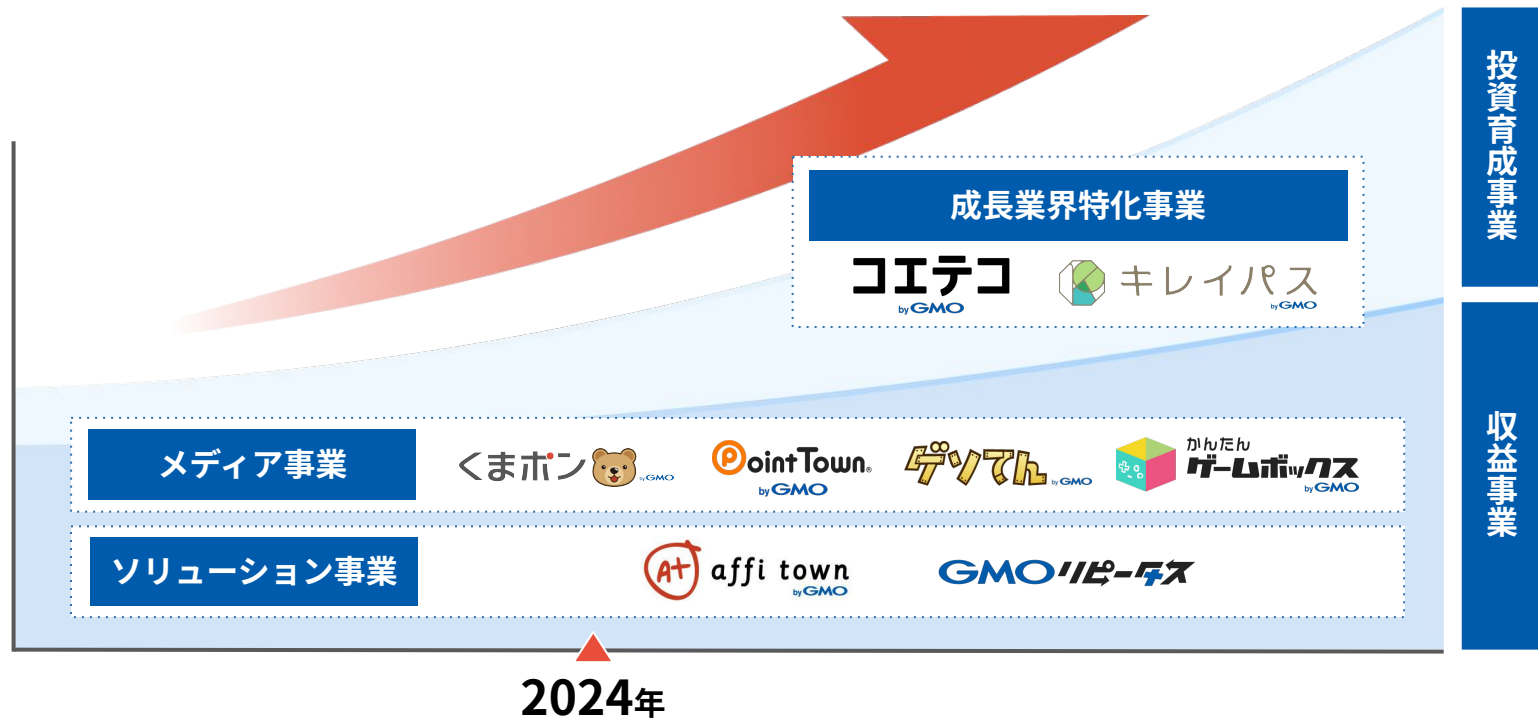 投資育成事業
成長業界特化事業
コエテコ
by GMO
キレイパス
by GMO
収益事業
メディア事業
くまポン
by GMO
PointTown®
by GMO
ゲソてん
by GMO
かんたん
ゲームボックス
by GMO
ソリューション事業
A+
affi town
by GMO
GMOリピータス
2024年